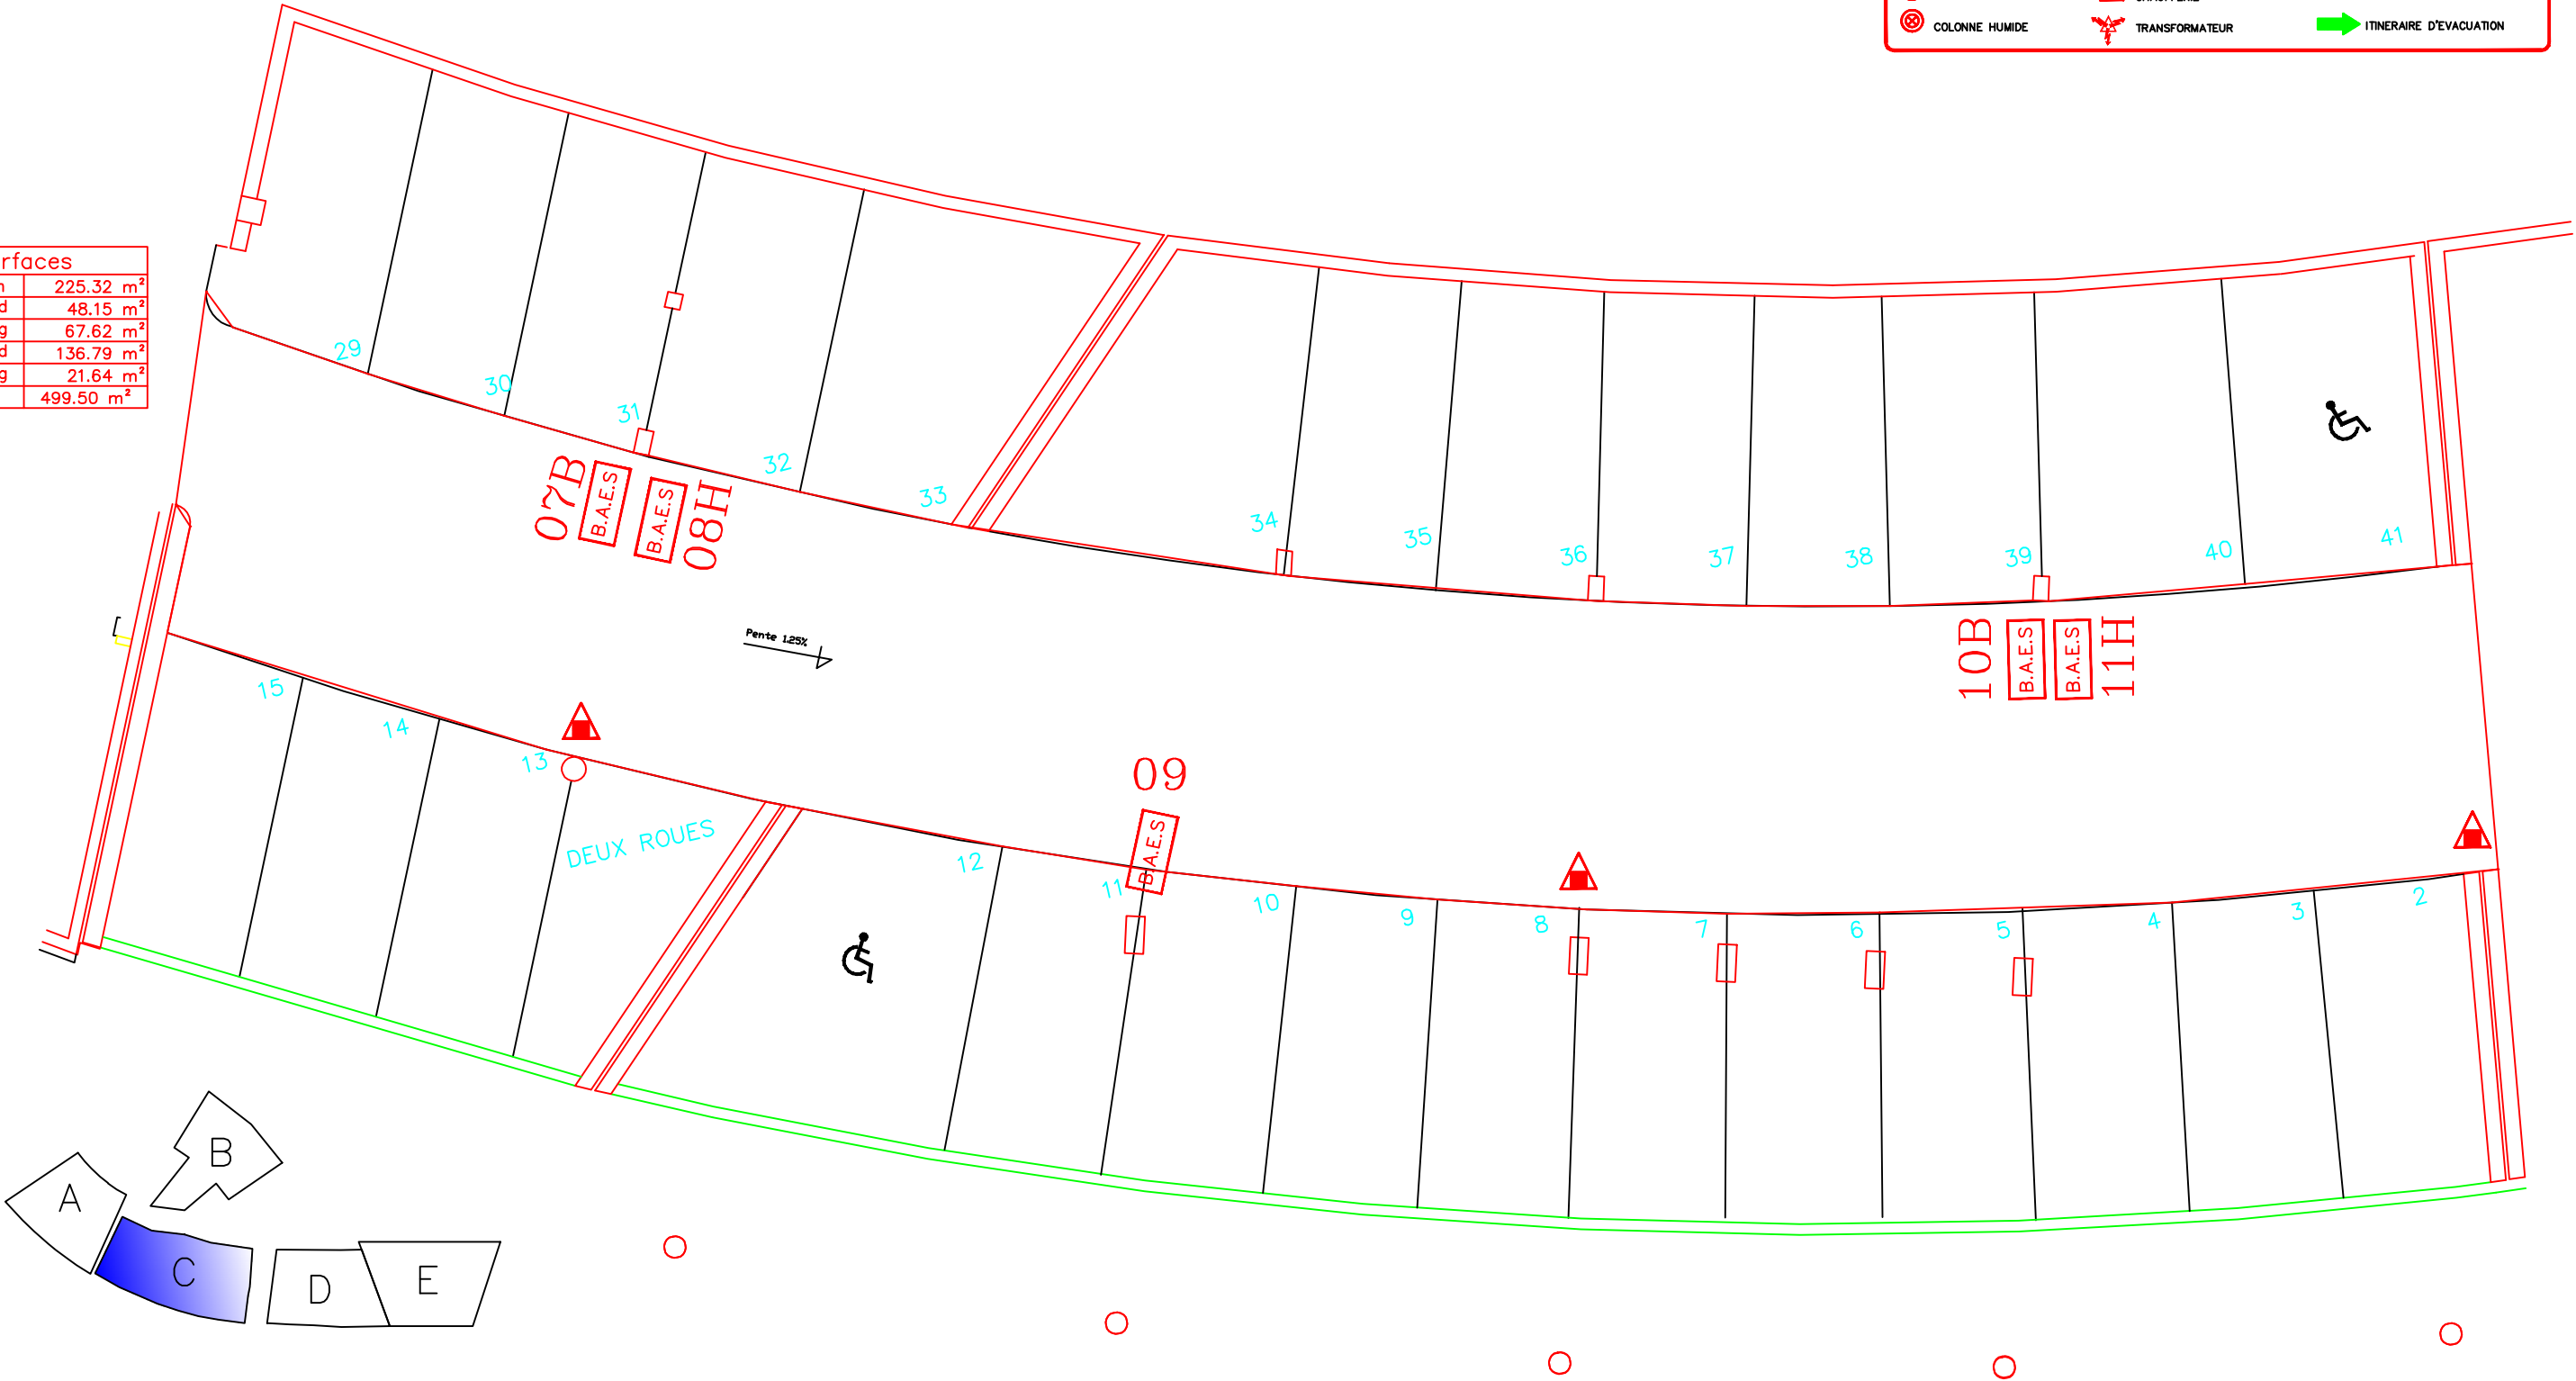 COLONNE HUMIDE
TRANSFORMATEUR
ITINERAIRE D'EVACUATION
rfaces
n 225.32 m²
d 48.15 m²
g 67.62 m²
d 136.79 m²
g 21.64 m²
499.50 m²
29
30
31
32
33
34
35
36
37
38
39
40
41
07B
B.A.E.S
B.A.E.S
08H
Pente 1.25%
10B
B.A.E.S
B.A.E.S
11H
15
14
13
DEUX ROUES
09
B.A.E.S
12
11
10
9
8
7
6
5
4
3
2
A
B
C
D
E